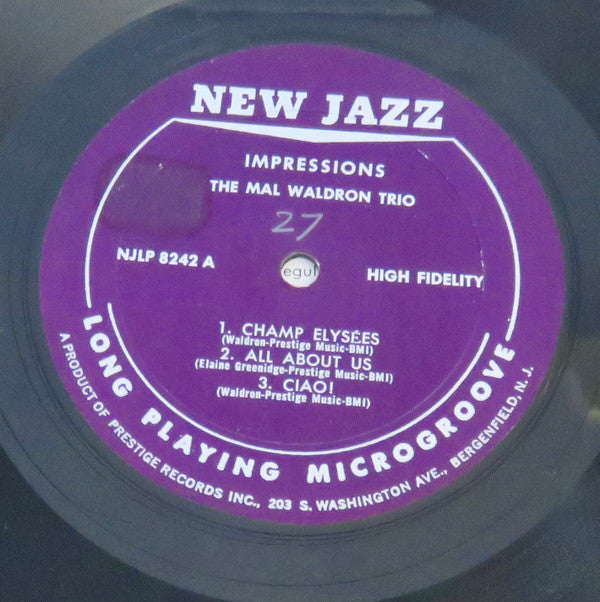 NEW JAZZ
IMPRESSIONS
THE MAL WALDRON TRIO
27
NJLP 8242 A
egul
HIGH FIDELITY
1. CHAMP ELYSÉES
(Waldron-Prestige Music-BMI)
2. ALL ABOUT US
(Elaine Greenidge-Prestige Music-BMI)
3. CIAO!
(Waldron-Prestige Music-BMI)
LONG PLAYING MICROGROOVE
A PRODUCT OF PRESTIGE RECORDS INC., 203 S. WASHINGTON AVE., BERGENFIELD, N. J.